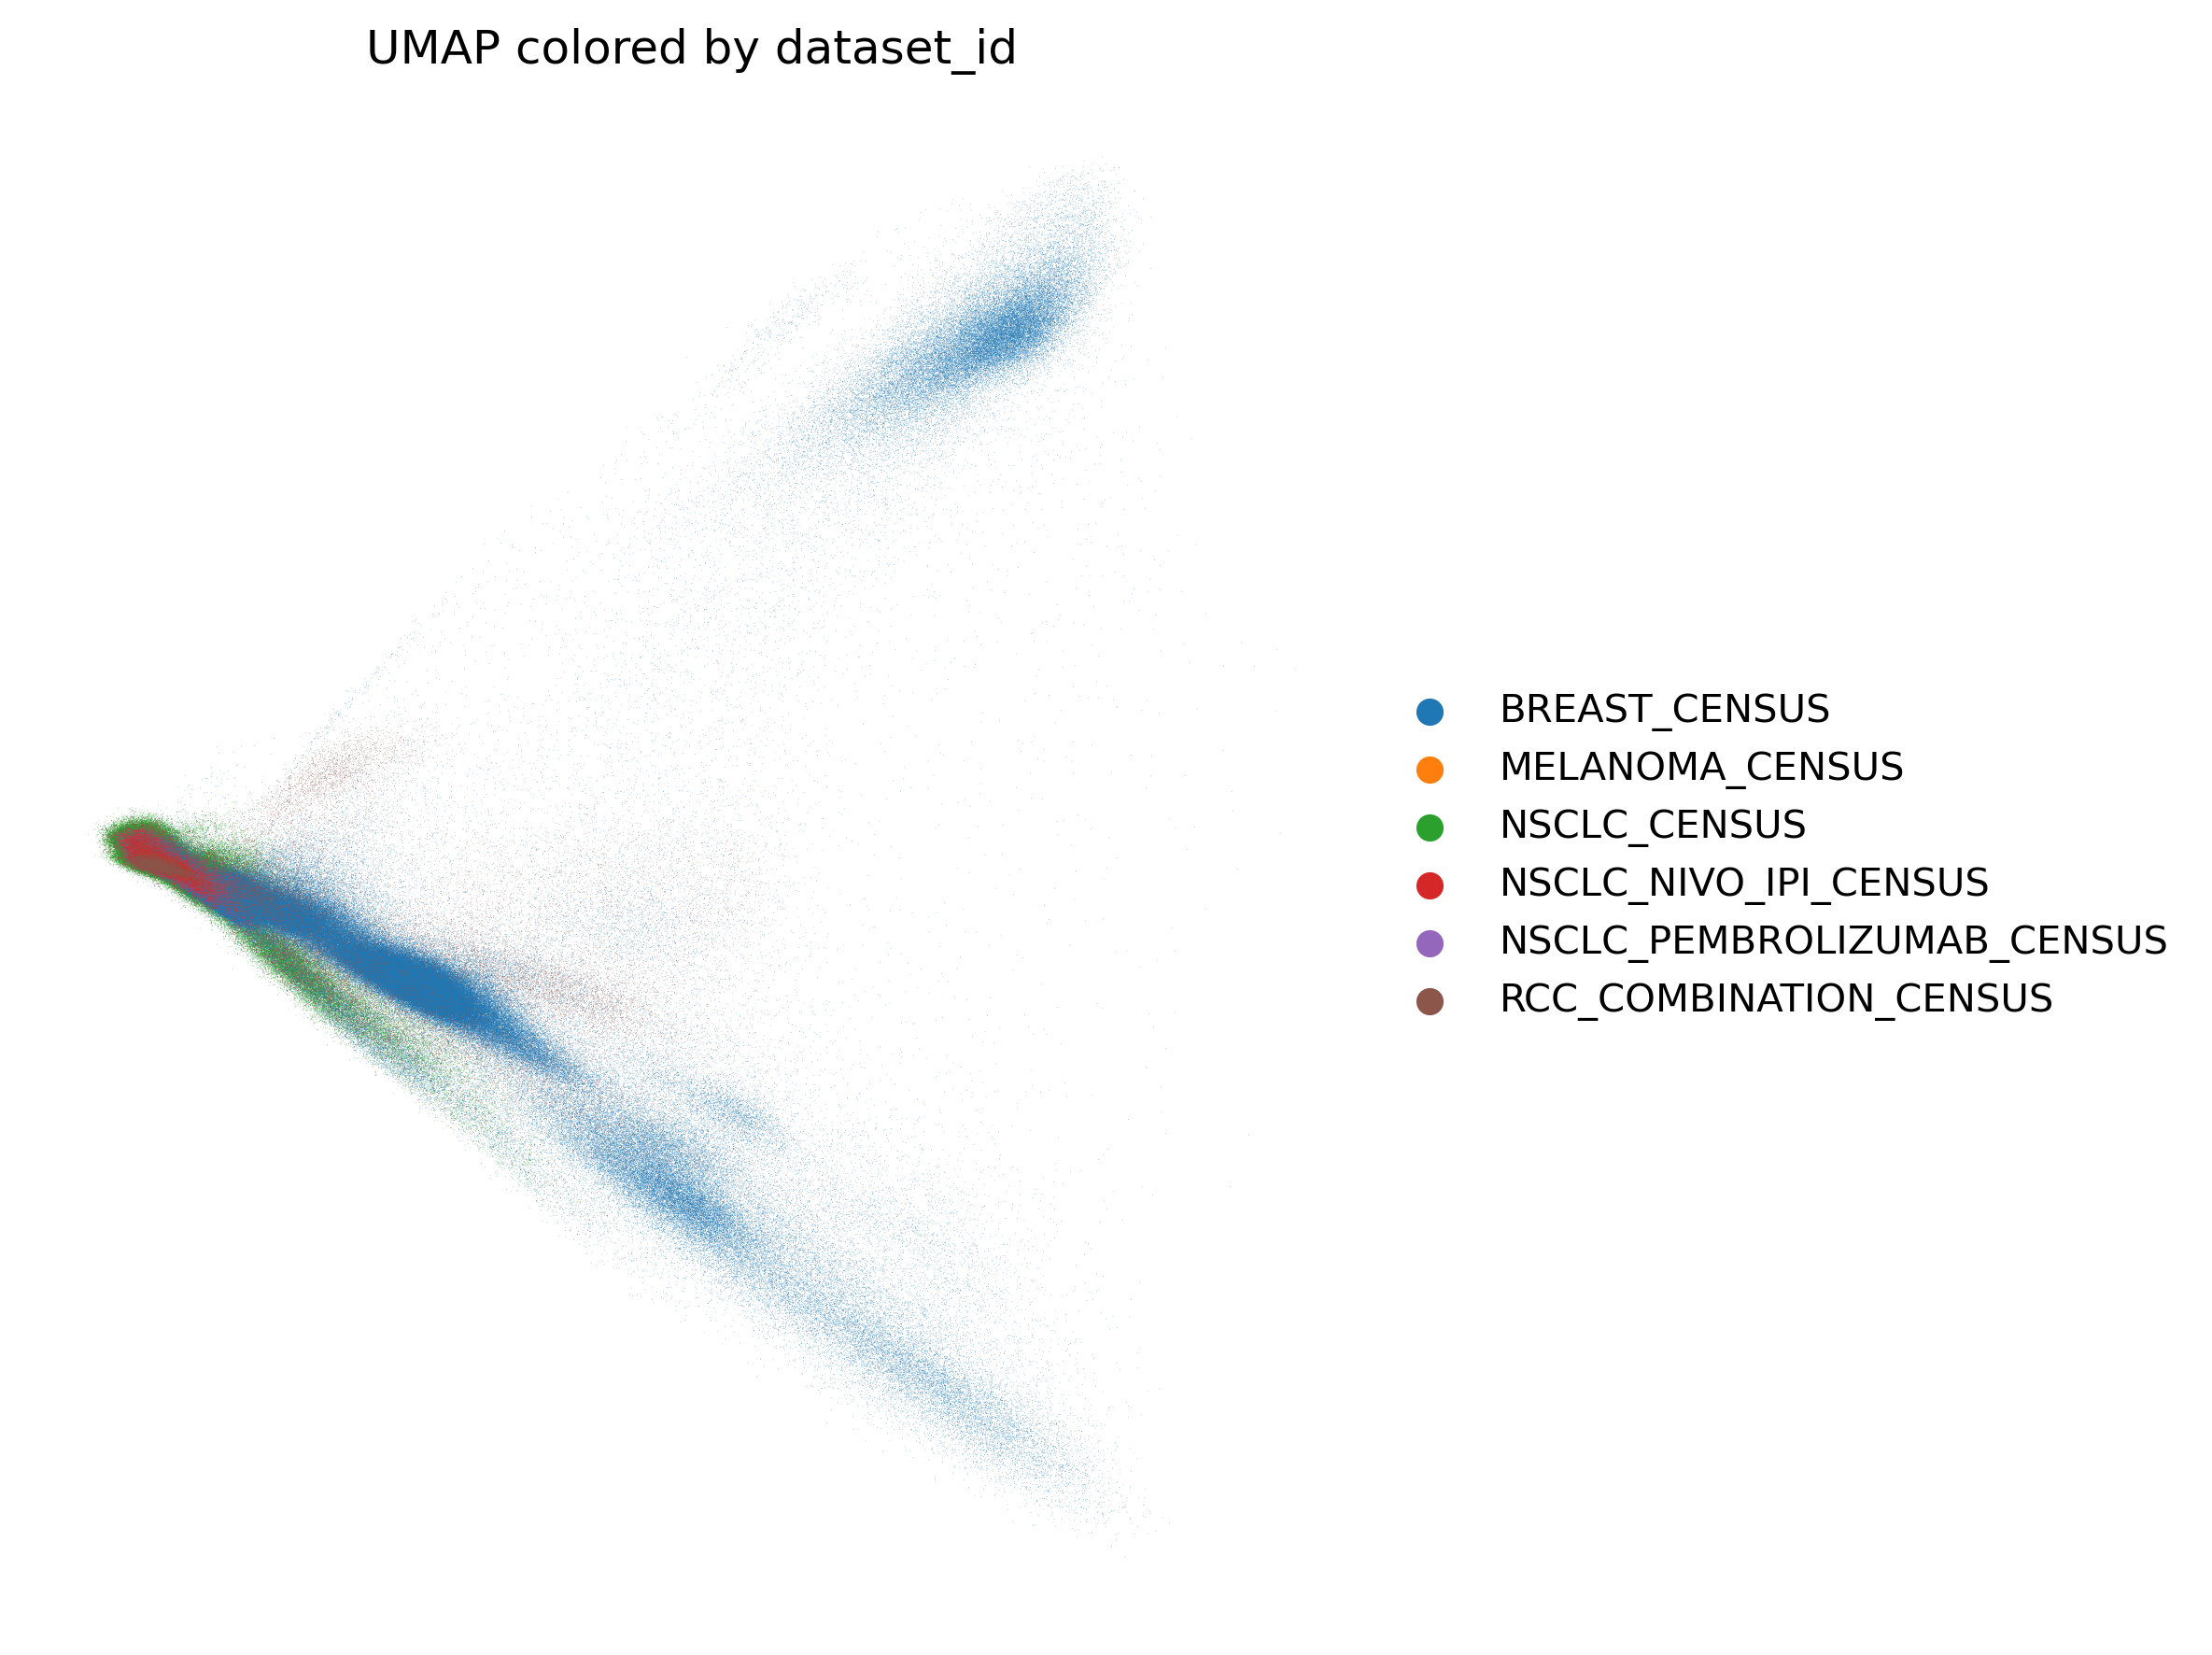 UMAP colored by dataset_id
BREAST_CENSUS
MELANOMA_CENSUS
NSCLC_CENSUS
NSCLC_NIVO_IPI_CENSUS
NSCLC_PEMBROLIZUMAB_CENSUS
RCC_COMBINATION_CENSUS